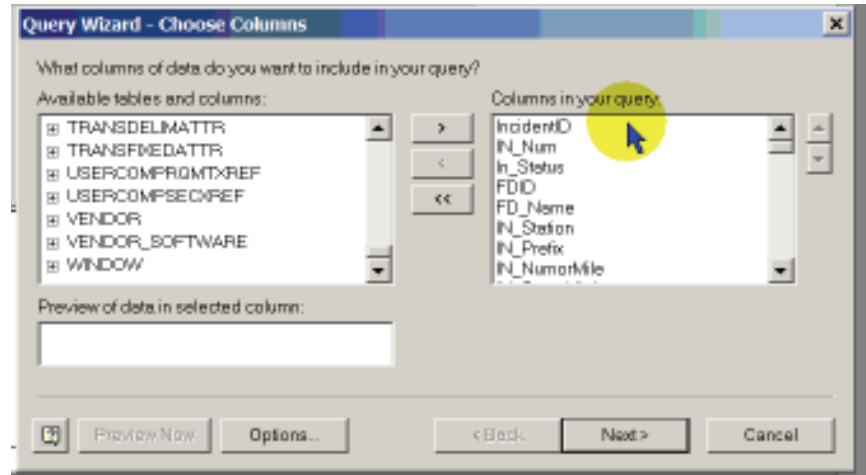 Query Wizard - Choose Columns
What columns of data do you want to include in your query?
Available tables and columns:
TRANSDELIMATTR
TRANSFIXEDATTR
USERCOMPROMTXREF
USERCOMPSECXREF
VENDOR
VENDOR_SOFTWARE
WINDOW
>
<
<<
Columns in your query:
IncidentID
IN_Num
In_Status
FDID
FD_Name
IN_Station
IN_Prefix
IN_NumorMile
Preview of data in selected column:
Preview Now
Options...
< Back
Next >
Cancel